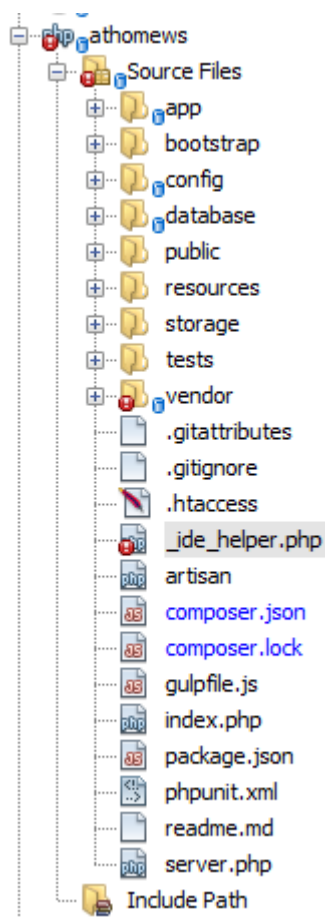 athomews
Source Files
app
bootstrap
config
database
public
resources
storage
tests
vendor
.gitattributes
.gitignore
.htaccess
_ide_helper.php
artisan
composer.json
composer.lock
gulpfile.js
index.php
package.json
phpunit.xml
readme.md
server.php
Include Path